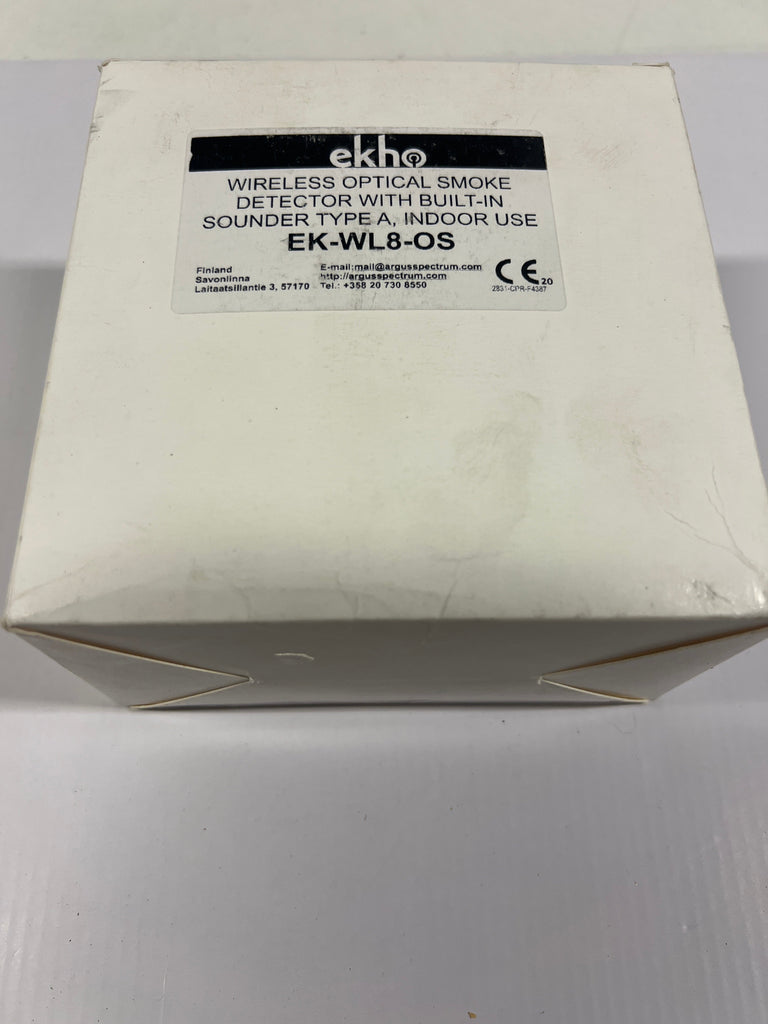 ekho
WIRELESS OPTICAL SMOKE
DETECTOR WITH BUILT-IN
SOUNDER TYPE A, INDOOR USE
EK-WL8-OS
Finland
Savonlinna
Laitaatsillantie 3, 57170
E-mail:mail@argusspectrum.com
http://argusspectrum.com
Tel.: +358 20 730 8550
CE 20
2831-CPR-F4387